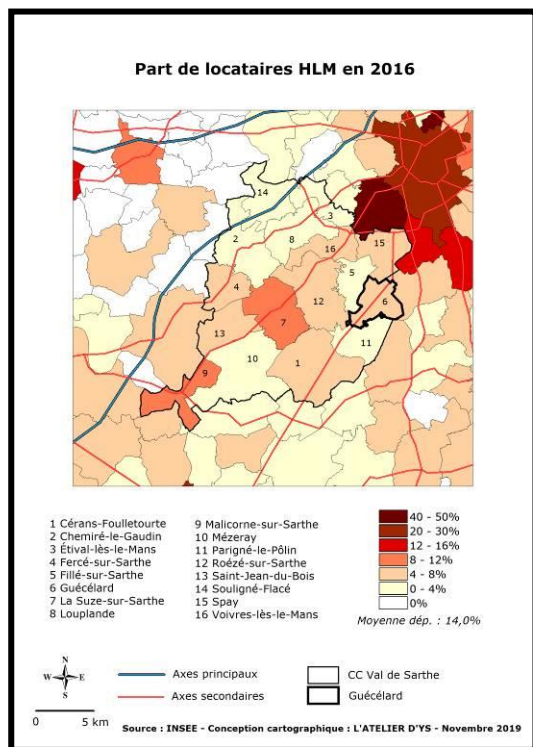 Part de locataires HLM en 2016
14
3
2
8
16
15
5
4
12
6
7
13
11
10
1
9
1 Cérans-Foulletourte
2 Chemiré-le-Gaudin
3 Étival-lès-le-Mans
4 Fercé-sur-Sarthe
5 Fillé-sur-Sarthe
6 Guécélard
7 La Suze-sur-Sarthe
8 Louplande
9 Malicorne-sur-Sarthe
10 Mézeray
11 Parigné-le-Pôlin
12 Roézé-sur-Sarthe
13 Saint-Jean-du-Bois
14 Souligné-Flacé
15 Spay
16 Voivres-lès-le-Mans
40 - 50%
20 - 30%
12 - 16%
8 - 12%
4 - 8%
0 - 4%
0%
Moyenne dép. : 14,0%
N
W E
S
0 5 km
Axes principaux
Axes secondaires
CC Val de Sarthe
Guécélard
Source : INSEE - Conception cartographique : L'ATELIER D'YS - Novembre 2019